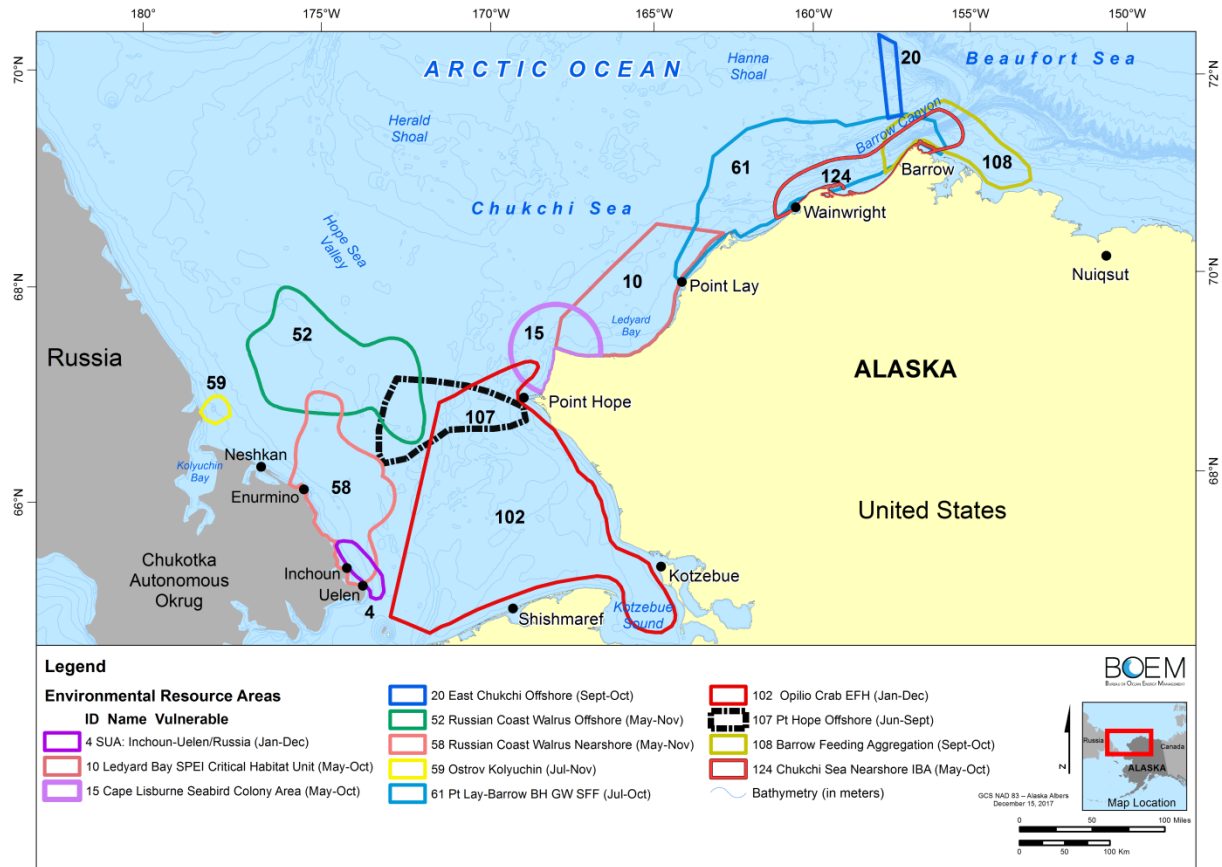 180° 175°W 170°W 165°W 160°W 155°W 150°W
70°N
68°N
66°N
72°N
70°N
68°N
ARCTIC OCEAN
Hanna
Shoal
20
Beaufort Sea
Herald
Shoal
Barrow Canyon
61
124
Barrow
108
Wainwright
Chukchi Sea
Hope Sea
Valley
10
Point Lay
Nuiqsut
52
15
Ledyard
Bay
Russia
ALASKA
59
107
Point Hope
Neshkan
Kolyuchin
Bay
Enurmino
58
102
United States
Chukotka
Autonomous
Okrug
Inchoun
Uelen
4
Kotzebue
Shishmaref
Kotzebue
Sound
Legend
Environmental Resource Areas
ID Name Vulnerable
4 SUA: Inchoun-Uelen/Russia (Jan-Dec)
10 Ledyard Bay SPEI Critical Habitat Unit (May-Oct)
15 Cape Lisburne Seabird Colony Area (May-Oct)
20 East Chukchi Offshore (Sept-Oct)
52 Russian Coast Walrus Offshore (May-Nov)
58 Russian Coast Walrus Nearshore (May-Nov)
59 Ostrov Kolyuchin (Jul-Nov)
61 Pt Lay-Barrow BH GW SFF (Jul-Oct)
102 Opilio Crab EFH (Jan-Dec)
107 Pt Hope Offshore (Jun-Sept)
108 Barrow Feeding Aggregation (Sept-Oct)
124 Chukchi Sea Nearshore IBA (May-Oct)
Bathymetry (in meters)
BOEM
BUREAU OF OCEAN ENERGY MANAGEMENT
Z
Russia
Canada
ALASKA
Map Location
GCS NAD 83 – Alaska Albers
December 15, 2017
0 50 100 Miles
0 50 100 Km